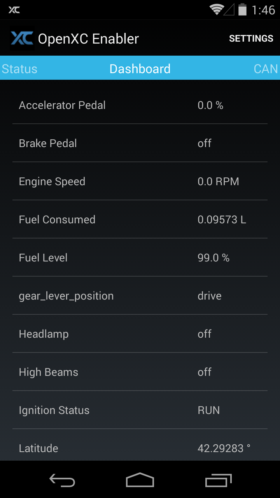 XC 1:46
XC OpenXC Enabler SETTINGS
Status Dashboard CAN
Accelerator Pedal 0.0 %
Brake Pedal off
Engine Speed 0.0 RPM
Fuel Consumed 0.09573 L
Fuel Level 99.0 %
gear_lever_position drive
Headlamp off
High Beams off
Ignition Status RUN
Latitude 42.29283 °